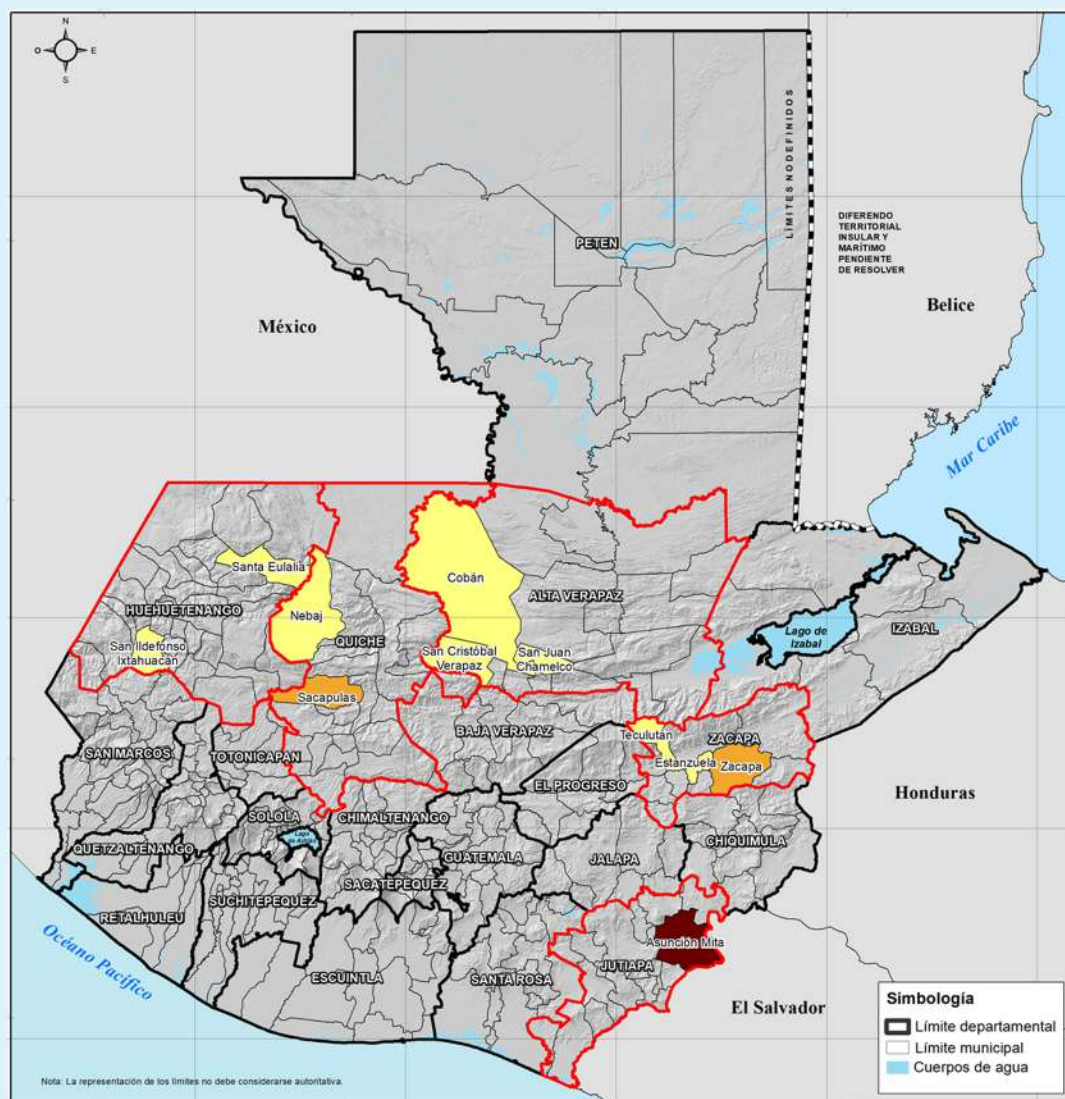 N
O
E
S
LÍMITES NO DEFINIDOS
DIFERENDO
TERRITORIAL
INSULAR Y
MARÍTIMO
PENDIENTE
DE RESOLVER
PETEN
México
Belice
Mar Caribe
Santa Eulalia
Cobán
ALTA VERAPAZ
HUEHUETENANGO
Nebaj
QUICHE
San Ildefonso
Ixtahuacán
San Cristóbal
Verapaz
San Juan
Chamelco
Lago de
Izabal
IZABAL
Sacapulas
BAJA VERAPAZ
Teculután
ZACAPA
Estanzuela
Zacapa
SAN MARCOS
TOTONICAPAN
EL PROGRESO
Honduras
SOLOLA
CHIMALTENANGO
Lago
de Atitlán
QUETZALTENANGO
GUATEMALA
JALAPA
CHIQUIMULA
SACATEPEQUEZ
SUCHITEPEQUEZ
RETALHULEU
Océano Pacífico
Asunción Mita
JUTIAPA
ESCUINTLA
SANTA ROSA
El Salvador
Simbología
Límite departamental
Límite municipal
Cuerpos de agua
Nota: La representación de los límites no debe considerarse autoritativa.